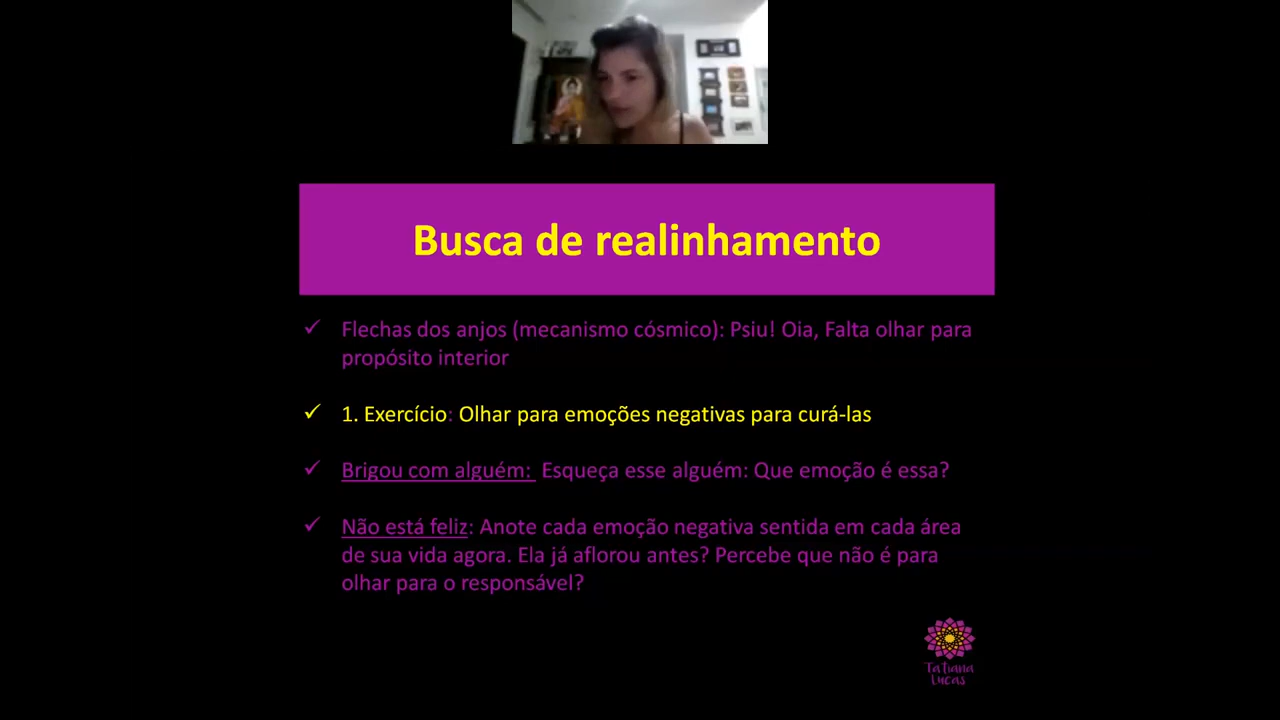 Busca de realinhamento
✓ Flechas dos anjos (mecanismo cósmico): Psiu! Oia, Falta olhar para
propósito interior
✓ 1. Exercício: Olhar para emoções negativas para curá-las
✓ Brigou com alguém: Esqueça esse alguém: Que emoção é essa?
✓ Não está feliz: Anote cada emoção negativa sentida em cada área
de sua vida agora. Ela já aflorou antes? Percebe que não é para
olhar para o responsável?
Tatiana
Lucas